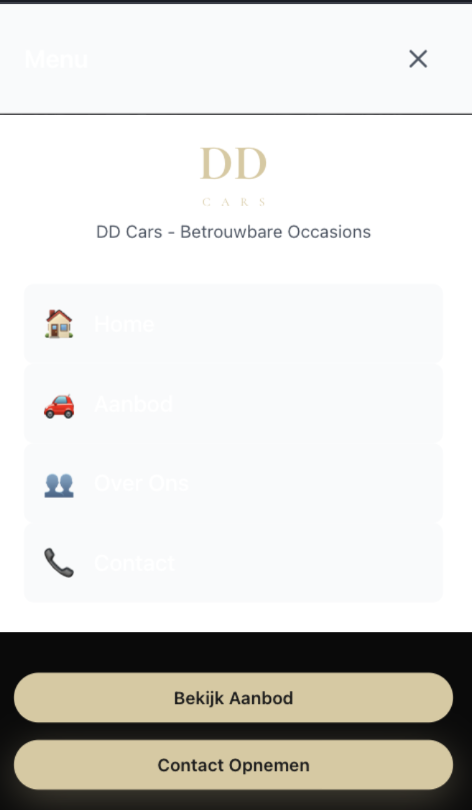 Menu
DD
CARS
DD Cars - Betrouwbare Occasions
Home
Aanbod
Over Ons
Contact
Bekijk Aanbod
Contact Opnemen